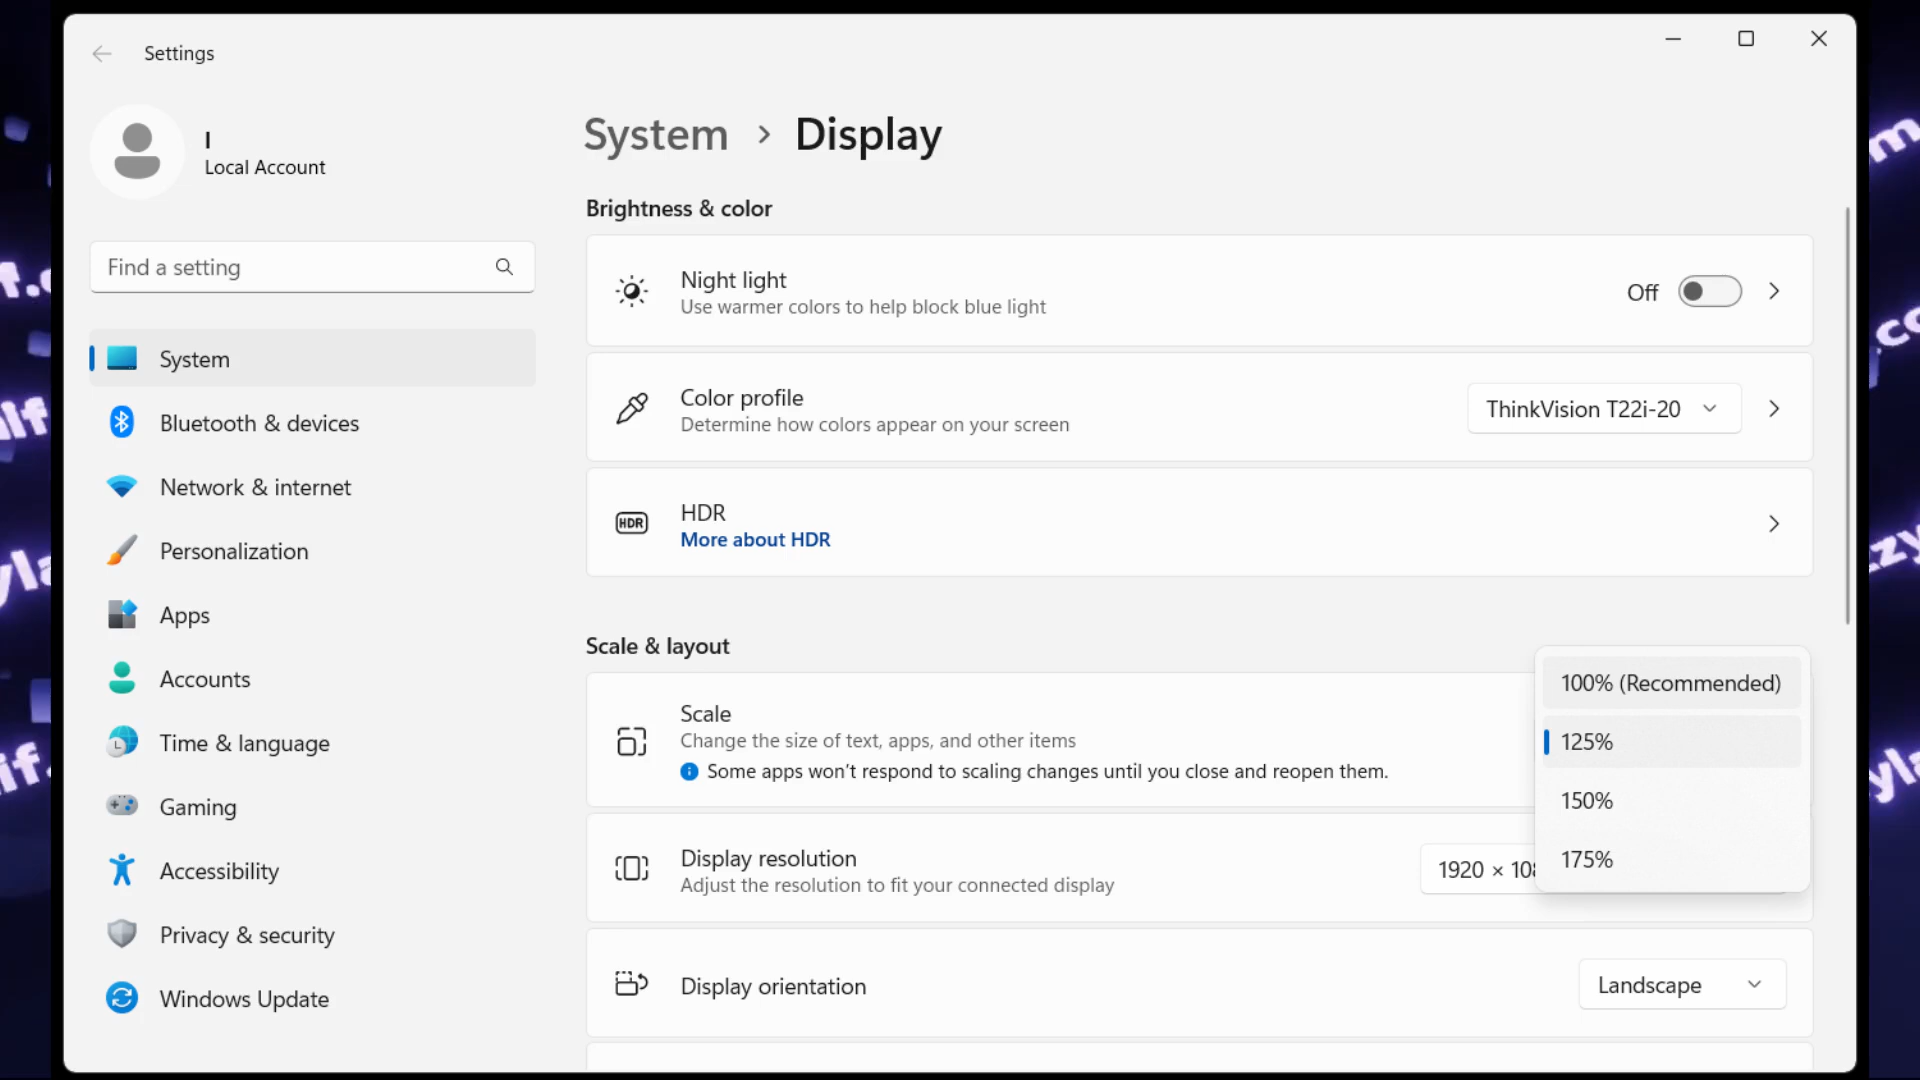 Settings
I
Local Account
Find a setting
System
Bluetooth & devices
Network & internet
Personalization
Apps
Accounts
Time & language
Gaming
Accessibility
Privacy & security
Windows Update
System > Display
Brightness & color
Night light
Use warmer colors to help block blue light
Off
Color profile
Determine how colors appear on your screen
ThinkVision T22i-20
HDR
HDR
More about HDR
Scale & layout
Scale
Change the size of text, apps, and other items
Some apps won’t respond to scaling changes until you close and reopen them.
100% (Recommended)
125%
150%
175%
Display resolution
Adjust the resolution to fit your connected display
1920 × 108
Display orientation
Landscape